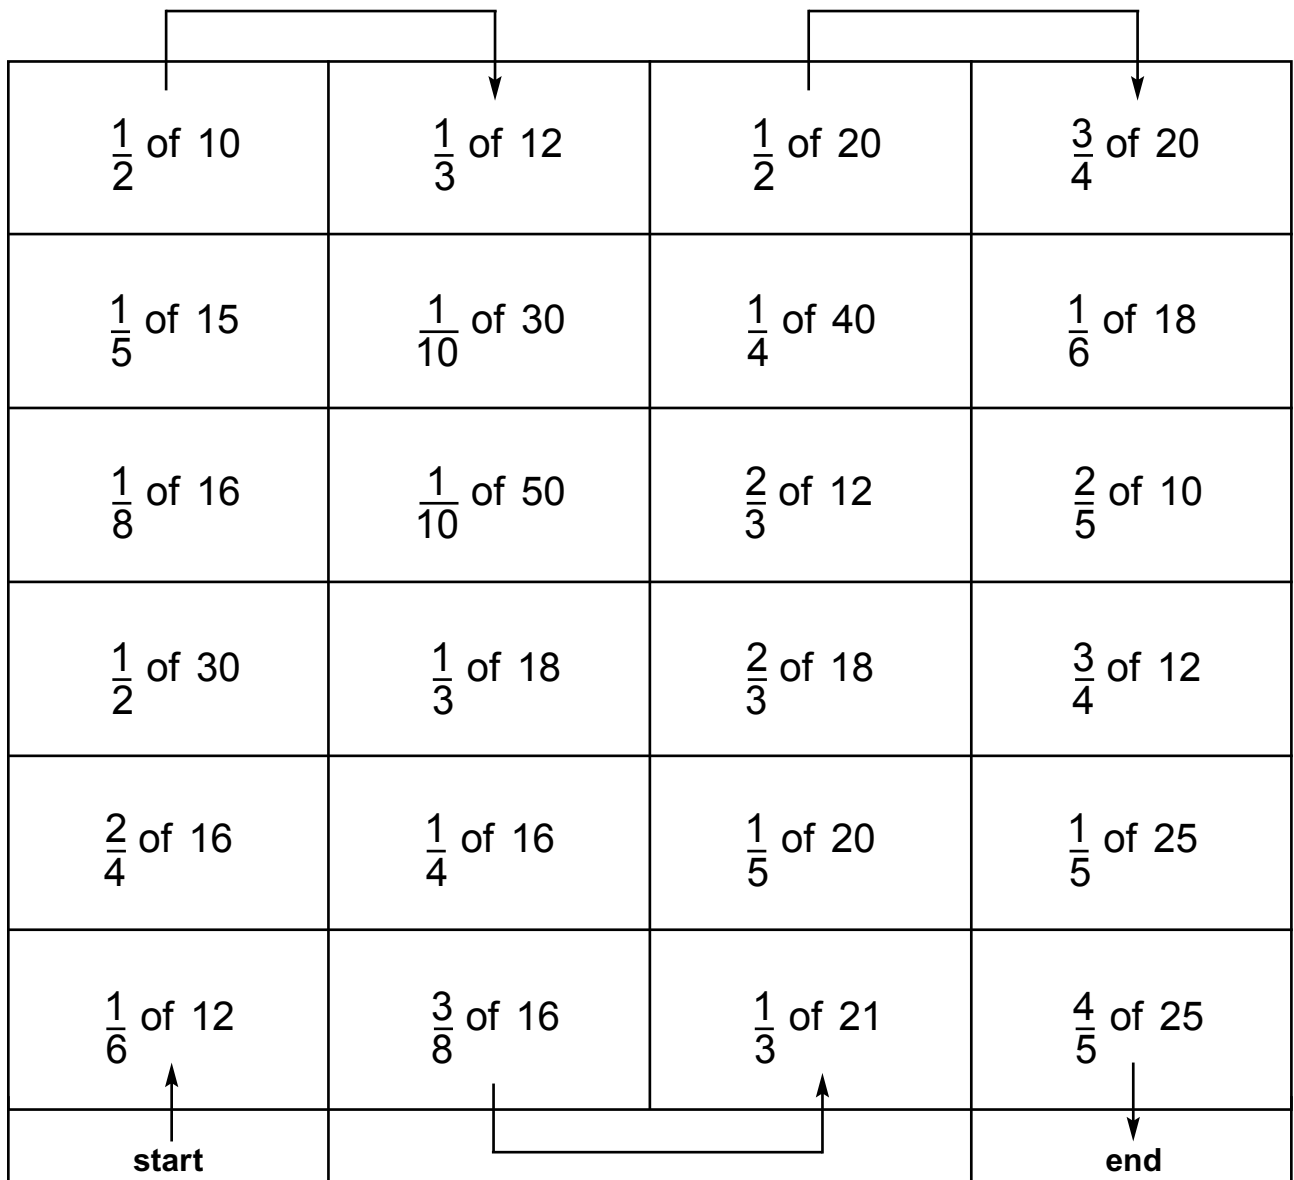 1/2 of 10 1/3 of 12 1/2 of 20 3/4 of 20
1/5 of 15 1/10 of 30 1/4 of 40 1/6 of 18
1/8 of 16 1/10 of 50 2/3 of 12 2/5 of 10
1/2 of 30 1/3 of 18 2/3 of 18 3/4 of 12
2/4 of 16 1/4 of 16 1/5 of 20 1/5 of 25
1/6 of 12 3/8 of 16 1/3 of 21 4/5 of 25
start end